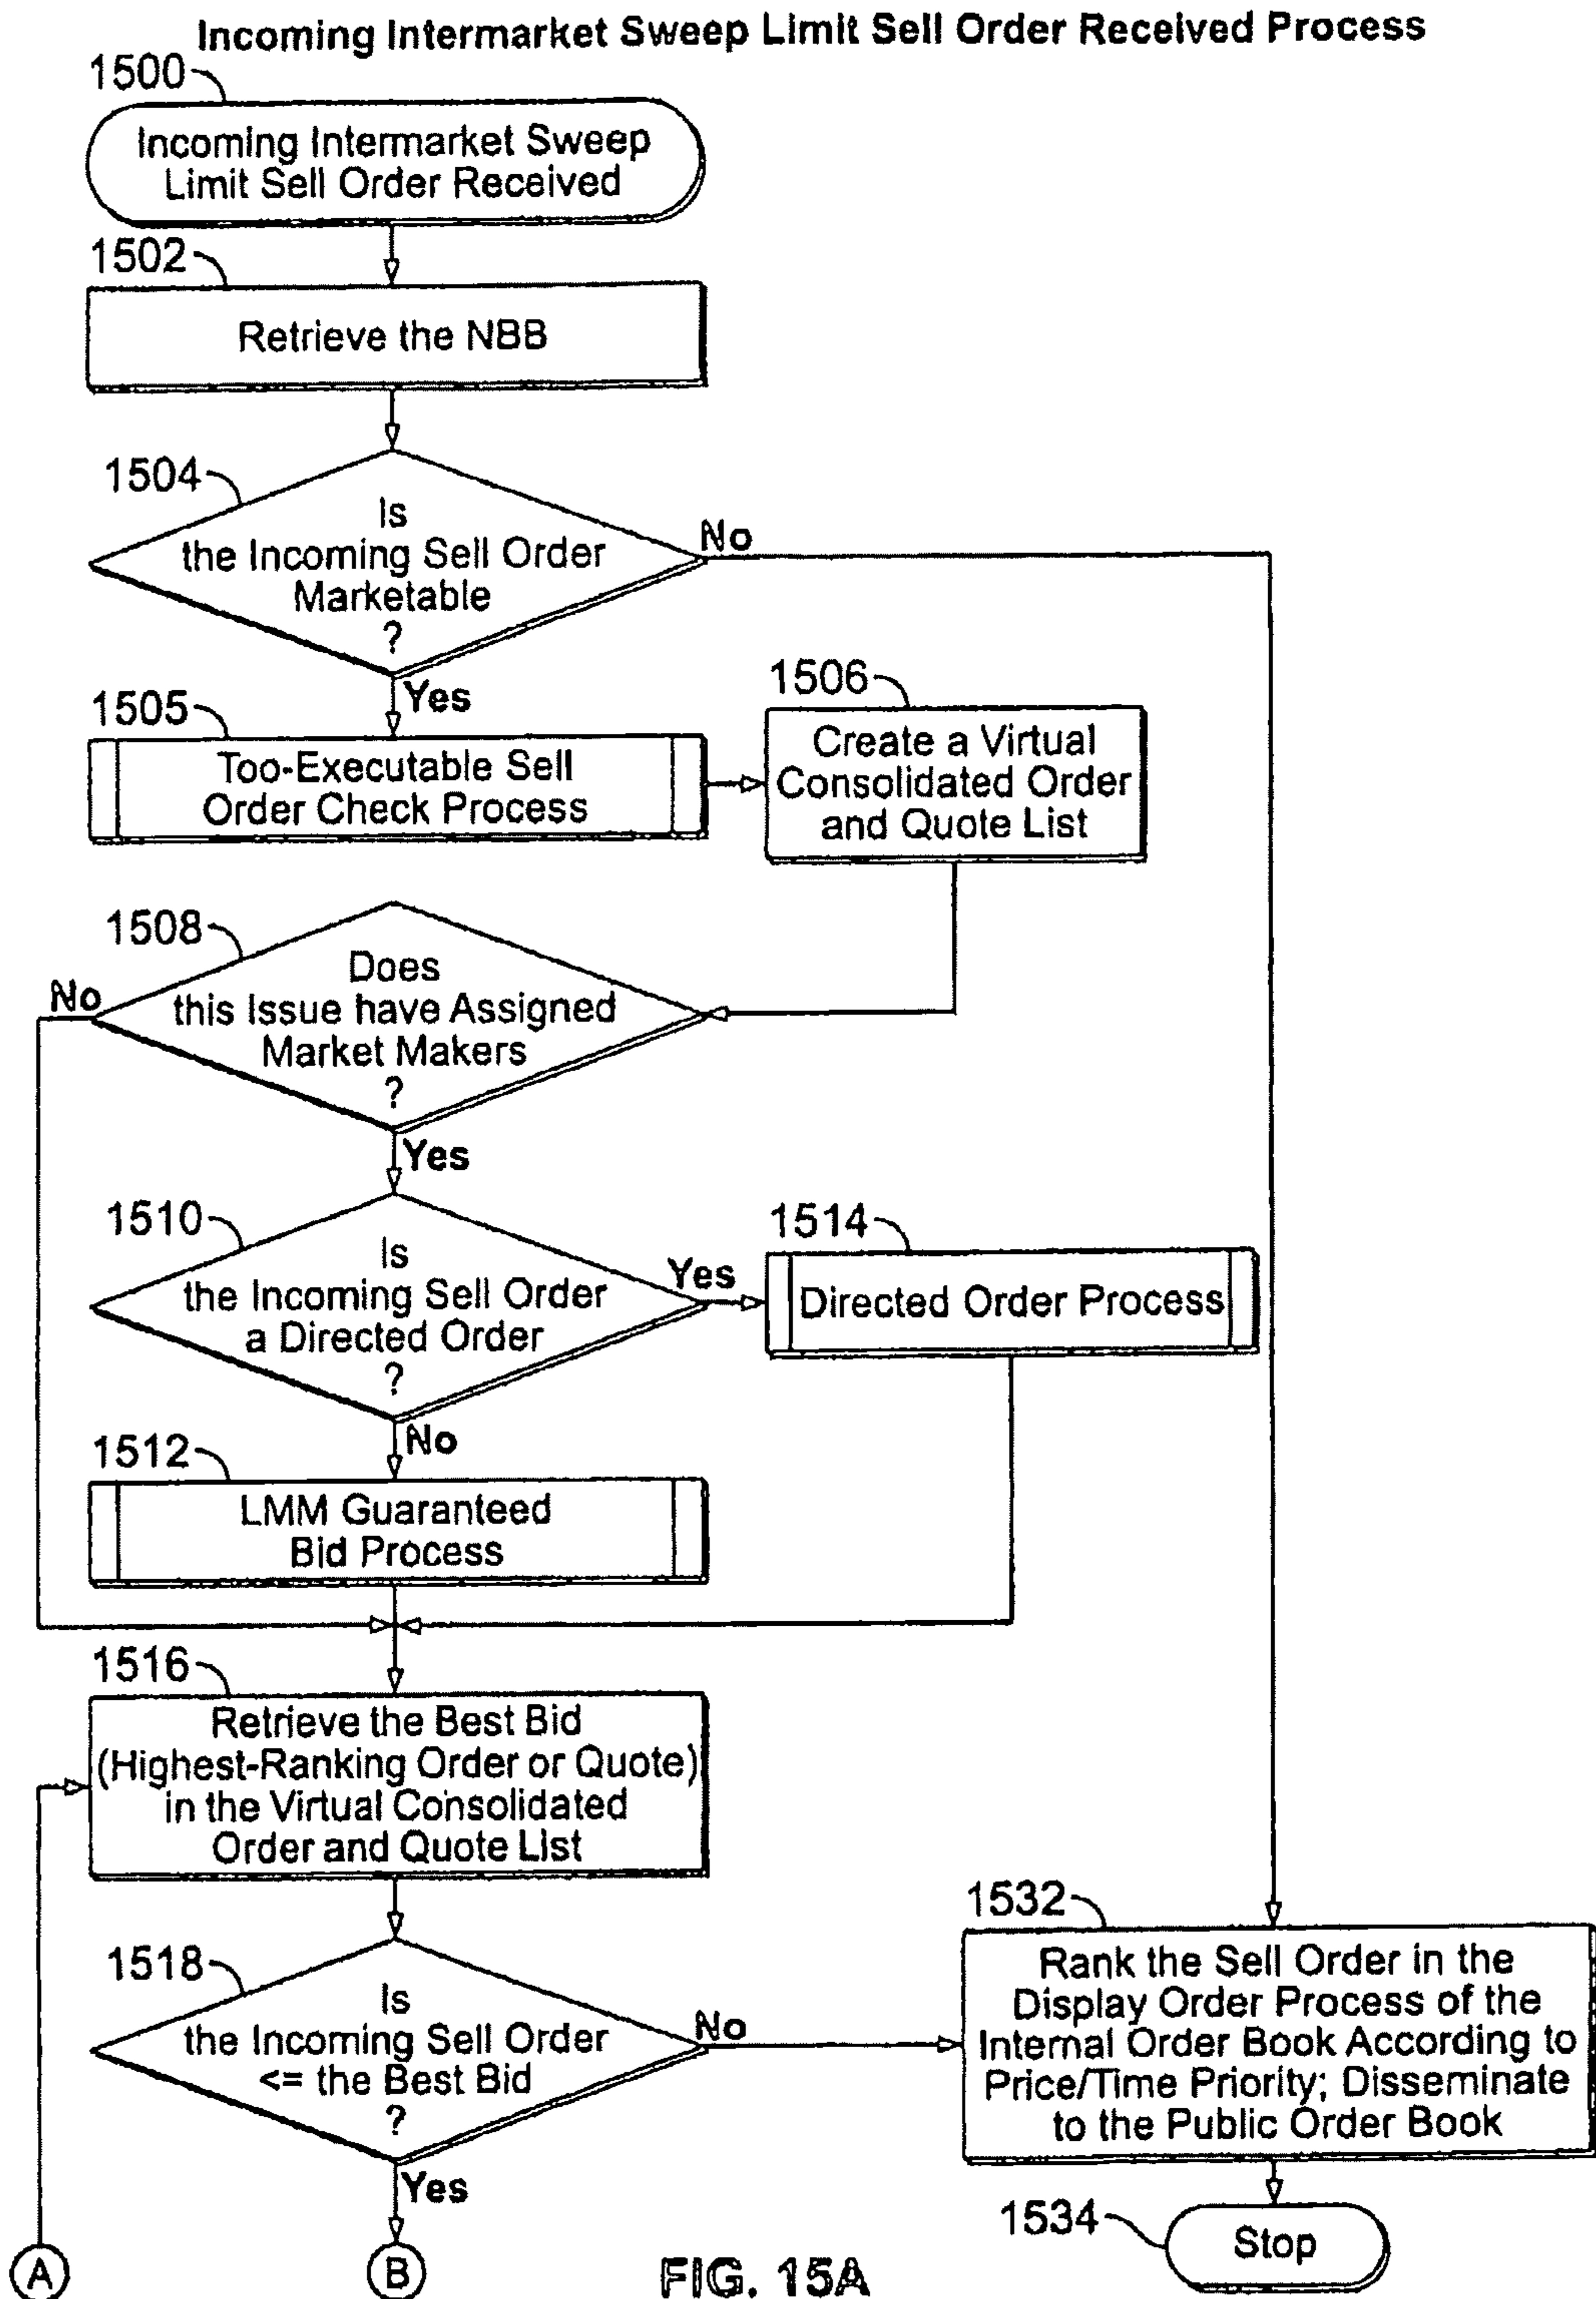 Incoming Intermarket Sweep Limit Sell Order Received Process
1500
Incoming Intermarket Sweep
Limit Sell Order Received
1502
Retrieve the NBB
1504
Is
the Incoming Sell Order
Marketable
?
No
Yes
1505
Too-Executable Sell
Order Check Process
1506
Create a Virtual
Consolidated Order
and Quote List
1508
Does
this Issue have Assigned
Market Makers
?
No
Yes
1510
Is
the Incoming Sell Order
a Directed Order
?
Yes
1514
Directed Order Process
No
1512
LMM Guaranteed
Bid Process
1516
Retrieve the Best Bid
(Highest-Ranking Order or Quote)
in the Virtual Consolidated
Order and Quote List
1518
Is
the Incoming Sell Order
<= the Best Bid
?
No
Yes
1532
Rank the Sell Order in the
Display Order Process of the
Internal Order Book According to
Price/Time Priority; Disseminate
to the Public Order Book
1534
Stop
A
B
FIG. 15A